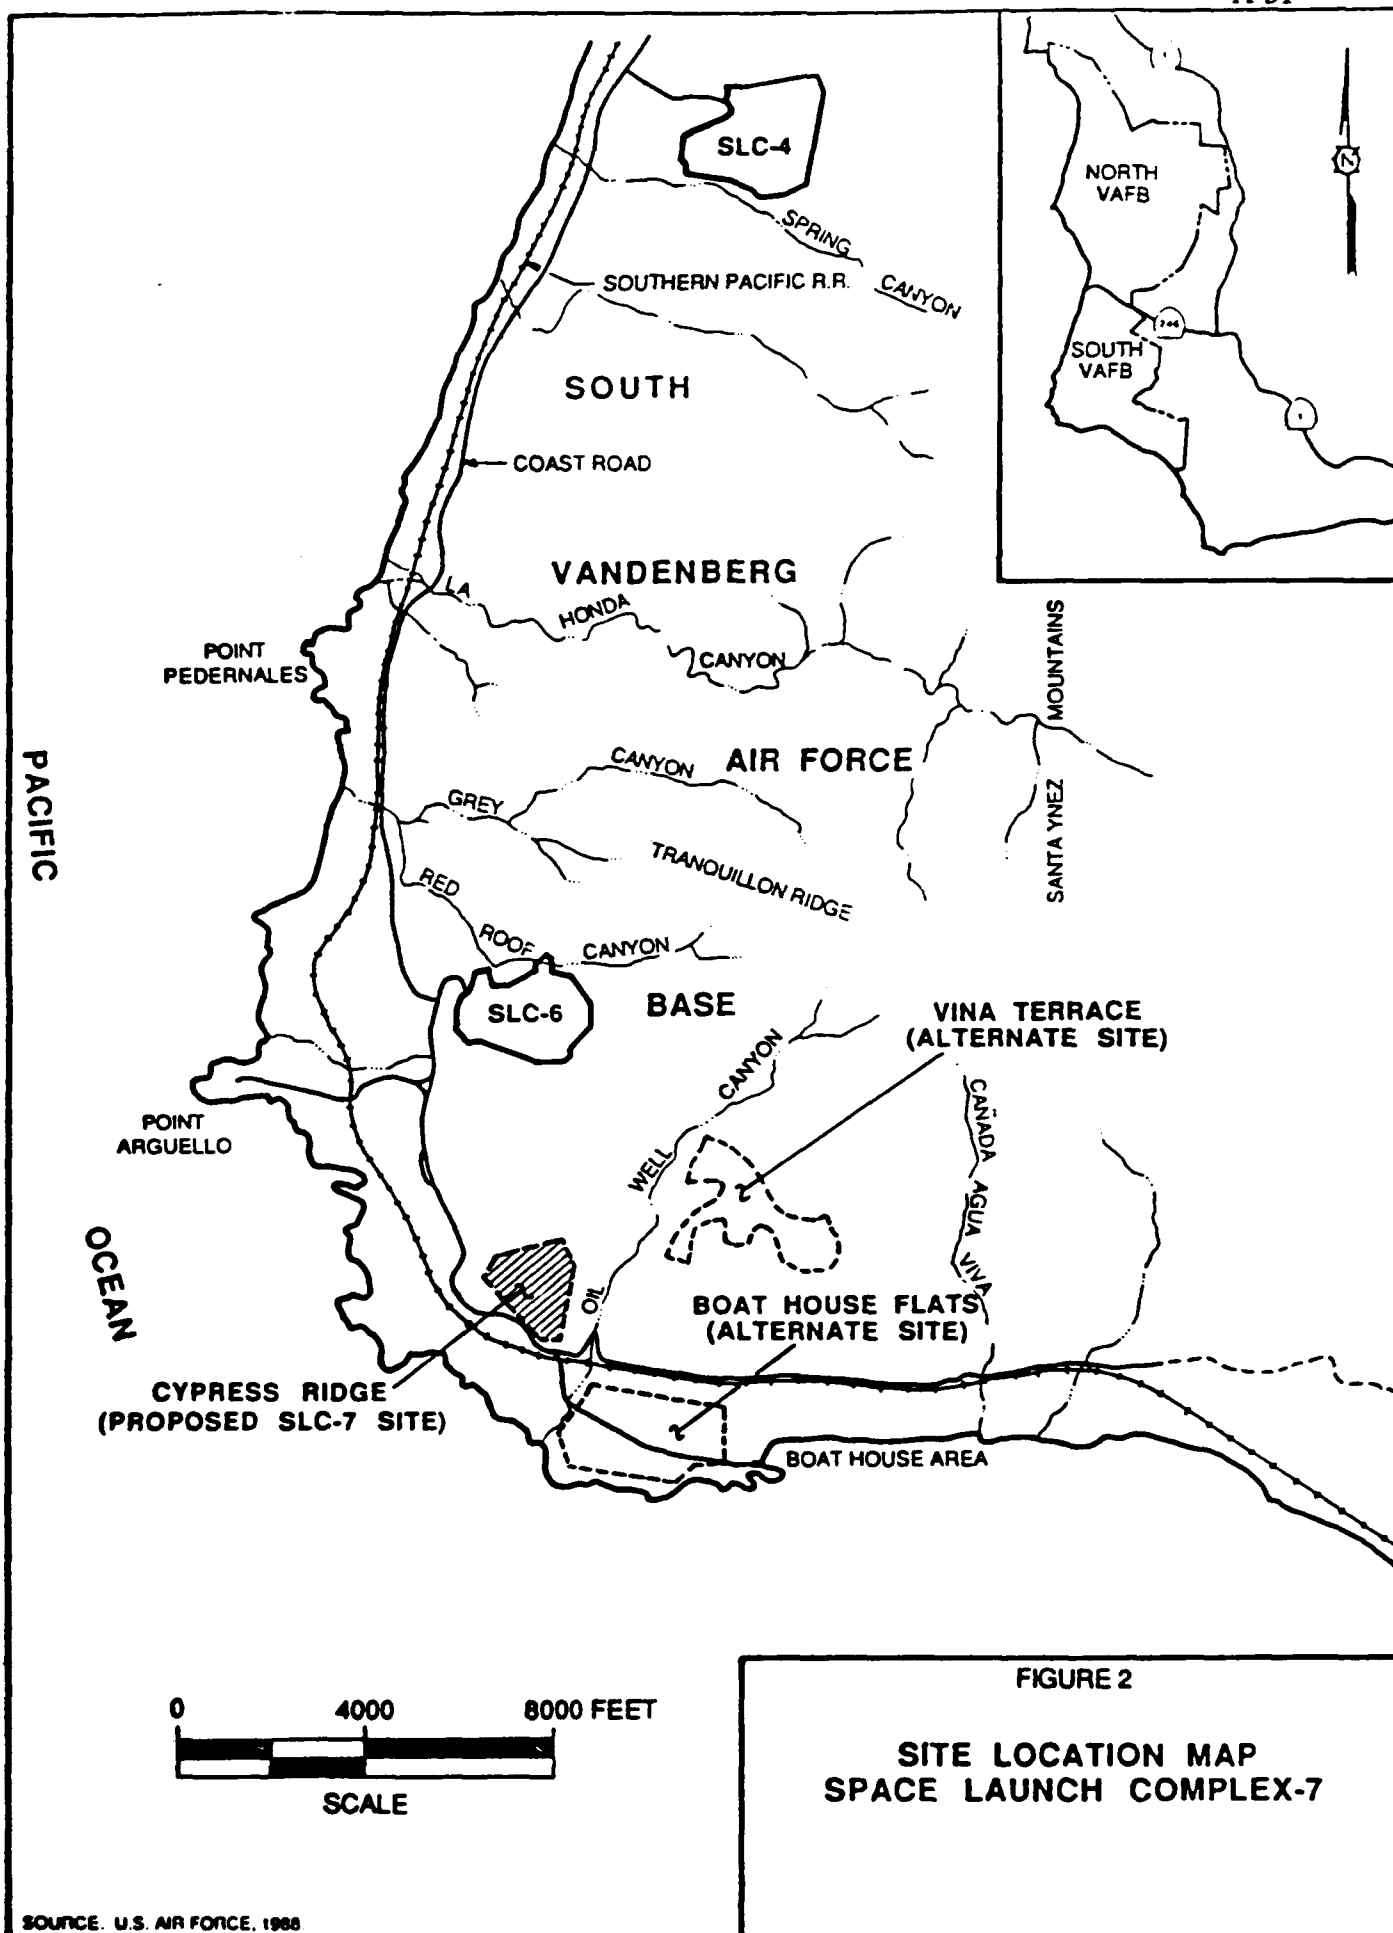 SLC-4
SPRING
CANYON
SOUTHERN PACIFIC R.R.
SOUTH
COAST ROAD
NORTH
VAFB
SOUTH
VAFB
1
246
1
N
VANDENBERG
LA
HONDA
CANYON
POINT
PEDERNALES
SANTA YNEZ MOUNTAINS
PACIFIC
OCEAN
AIR FORCE
GREY
CANYON
TRANQUILLON RIDGE
RED
ROOF
CANYON
SLC-6
BASE
VINA TERRACE
(ALTERNATE SITE)
POINT
ARGUELLO
OIL
WELL
CANYON
CAÑADA
AGUA
VIVA
BOAT HOUSE FLATS
(ALTERNATE SITE)
CYPRESS RIDGE
(PROPOSED SLC-7 SITE)
BOAT HOUSE AREA
0 4000 8000 FEET
SCALE
FIGURE 2
SITE LOCATION MAP
SPACE LAUNCH COMPLEX-7
SOURCE. U.S. AIR FORCE, 1988